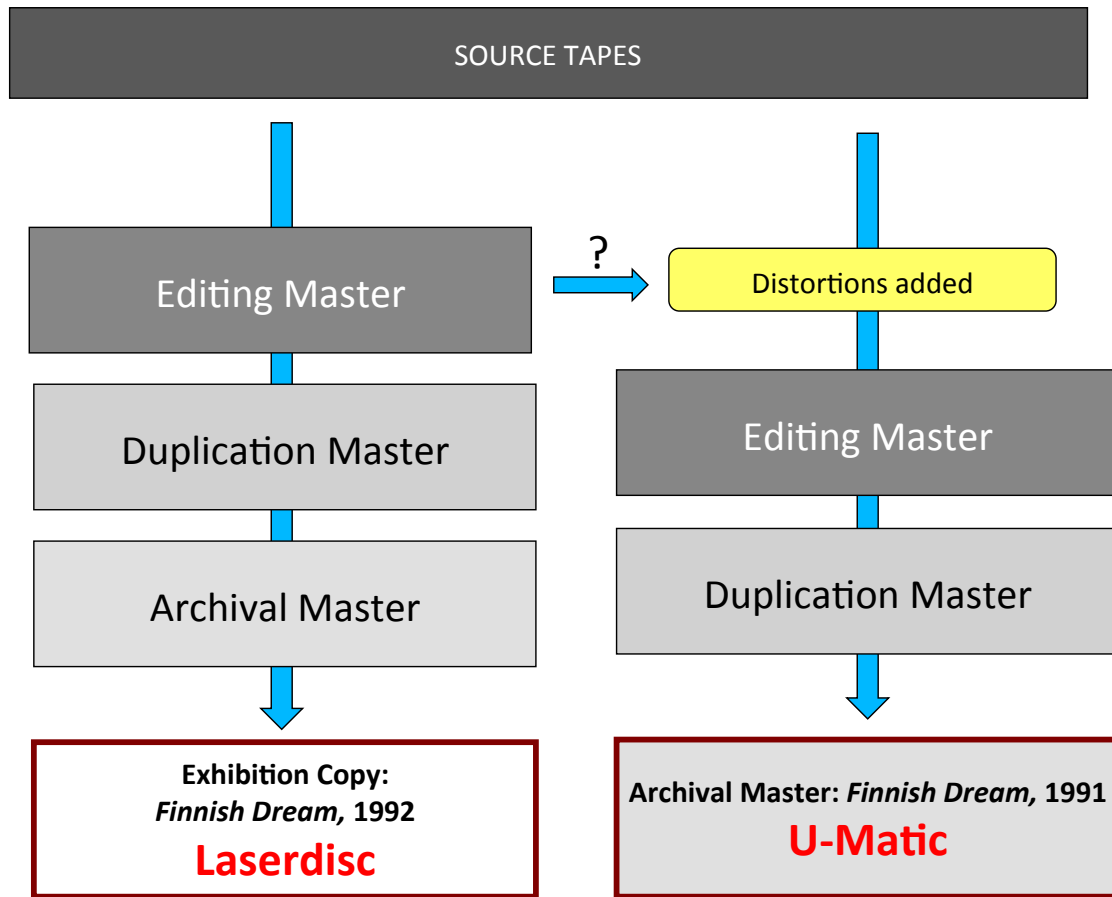 SOURCE TAPES
Editing Master
Duplication Master
Archival Master
Exhibition Copy:
Finnish Dream, 1992
Laserdisc
?
Distortions added
Editing Master
Duplication Master
Archival Master: Finnish Dream, 1991
U-Matic